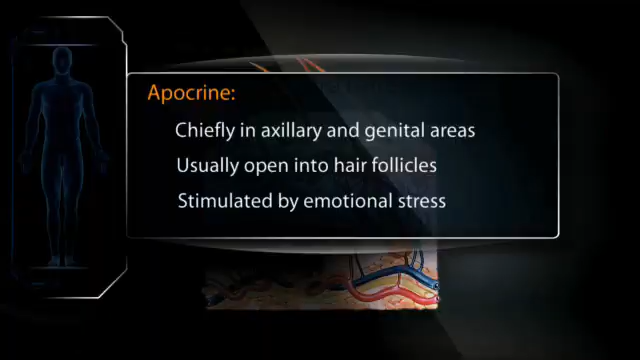 Apocrine:
Chiefly in axillary and genital areas
Usually open into hair follicles
Stimulated by emotional stress